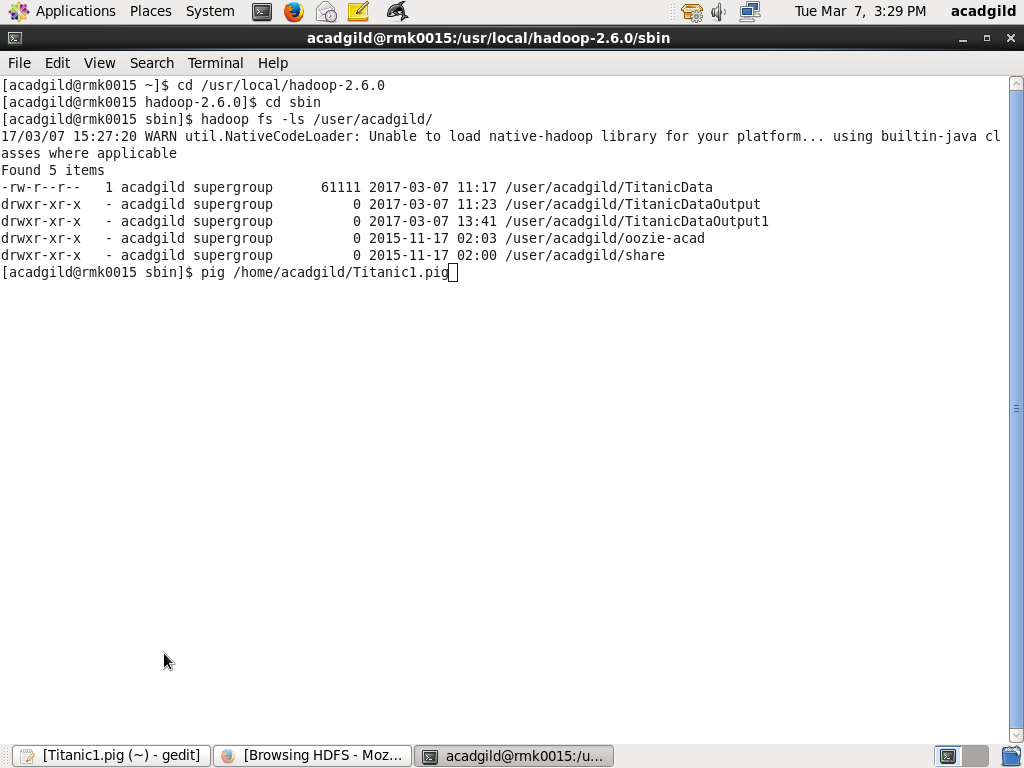 Applications Places System Tue Mar 7, 3:29 PM acadgild
acadgild@rmk0015:/usr/local/hadoop-2.6.0/sbin
File Edit View Search Terminal Help
[acadgild@rmk0015 ~]$ cd /usr/local/hadoop-2.6.0
[acadgild@rmk0015 hadoop-2.6.0]$ cd sbin
[acadgild@rmk0015 sbin]$ hadoop fs -ls /user/acadgild/
17/03/07 15:27:20 WARN util.NativeCodeLoader: Unable to load native-hadoop library for your platform... using builtin-java cl
asses where applicable
Found 5 items
-rw-r--r--   1 acadgild supergroup      61111 2017-03-07 11:17 /user/acadgild/TitanicData
drwxr-xr-x   - acadgild supergroup          0 2017-03-07 11:23 /user/acadgild/TitanicDataOutput
drwxr-xr-x   - acadgild supergroup          0 2017-03-07 13:41 /user/acadgild/TitanicDataOutput1
drwxr-xr-x   - acadgild supergroup          0 2015-11-17 02:03 /user/acadgild/oozie-acad
drwxr-xr-x   - acadgild supergroup          0 2015-11-17 02:00 /user/acadgild/share
[acadgild@rmk0015 sbin]$ pig /home/acadgild/Titanic1.pig
[Titanic1.pig (~) - gedit] [Browsing HDFS - Moz... acadgild@rmk0015:/u...